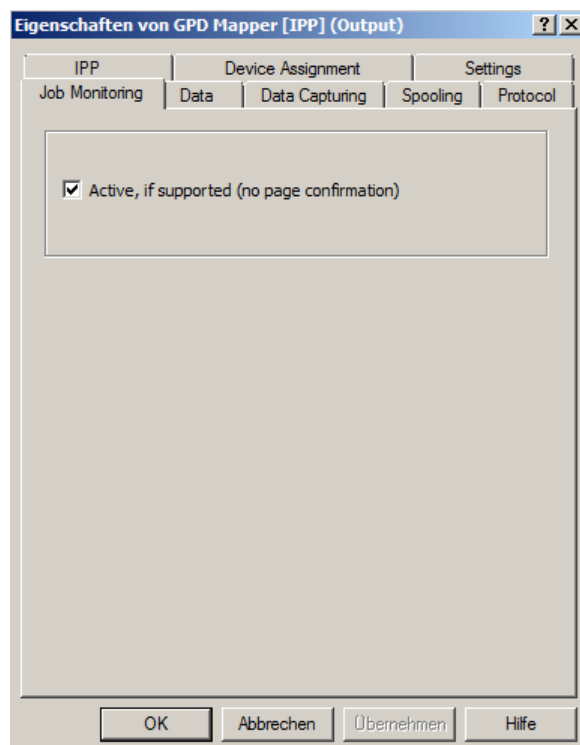 Eigenschaften von GPD Mapper [IPP] (Output)
IPP Device Assignment Settings
Job Monitoring Data Data Capturing Spooling Protocol
Active, if supported (no page confirmation)
OK Abbrechen Übernehmen Hilfe